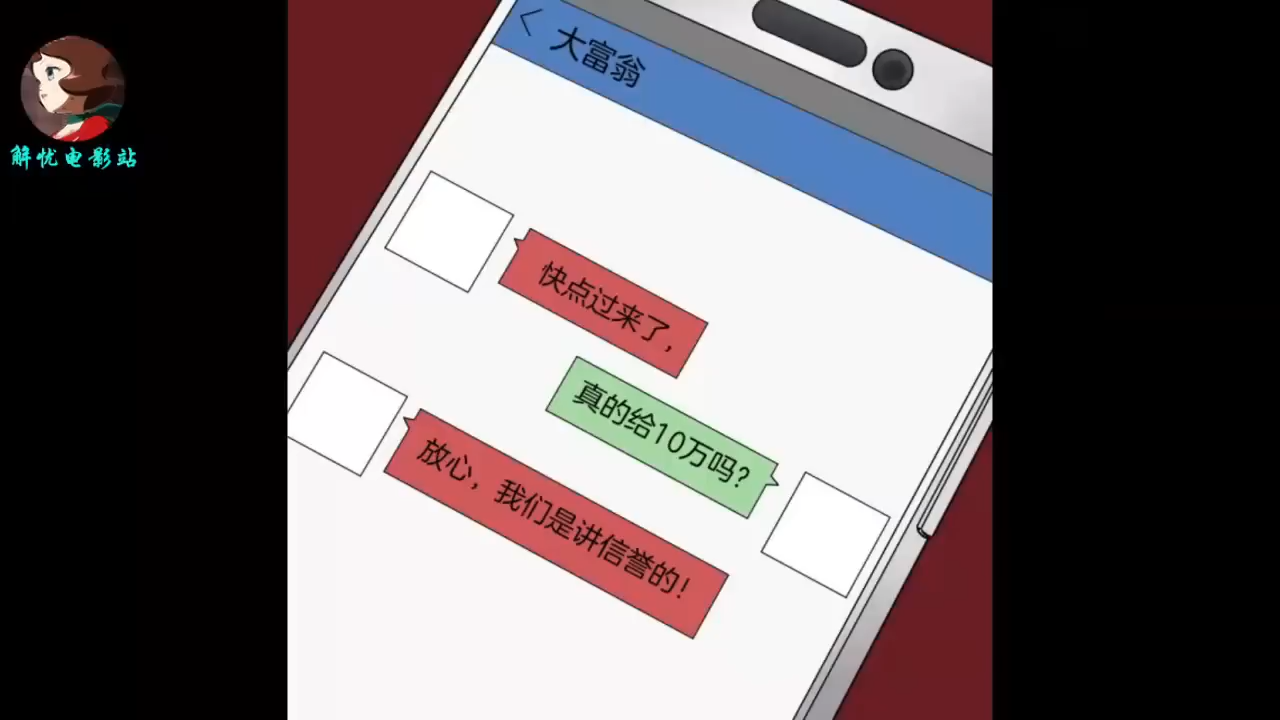 解忧电影站
大富翁
快点过来了,
真的给10万吗?
放心，我们是讲信誉的!